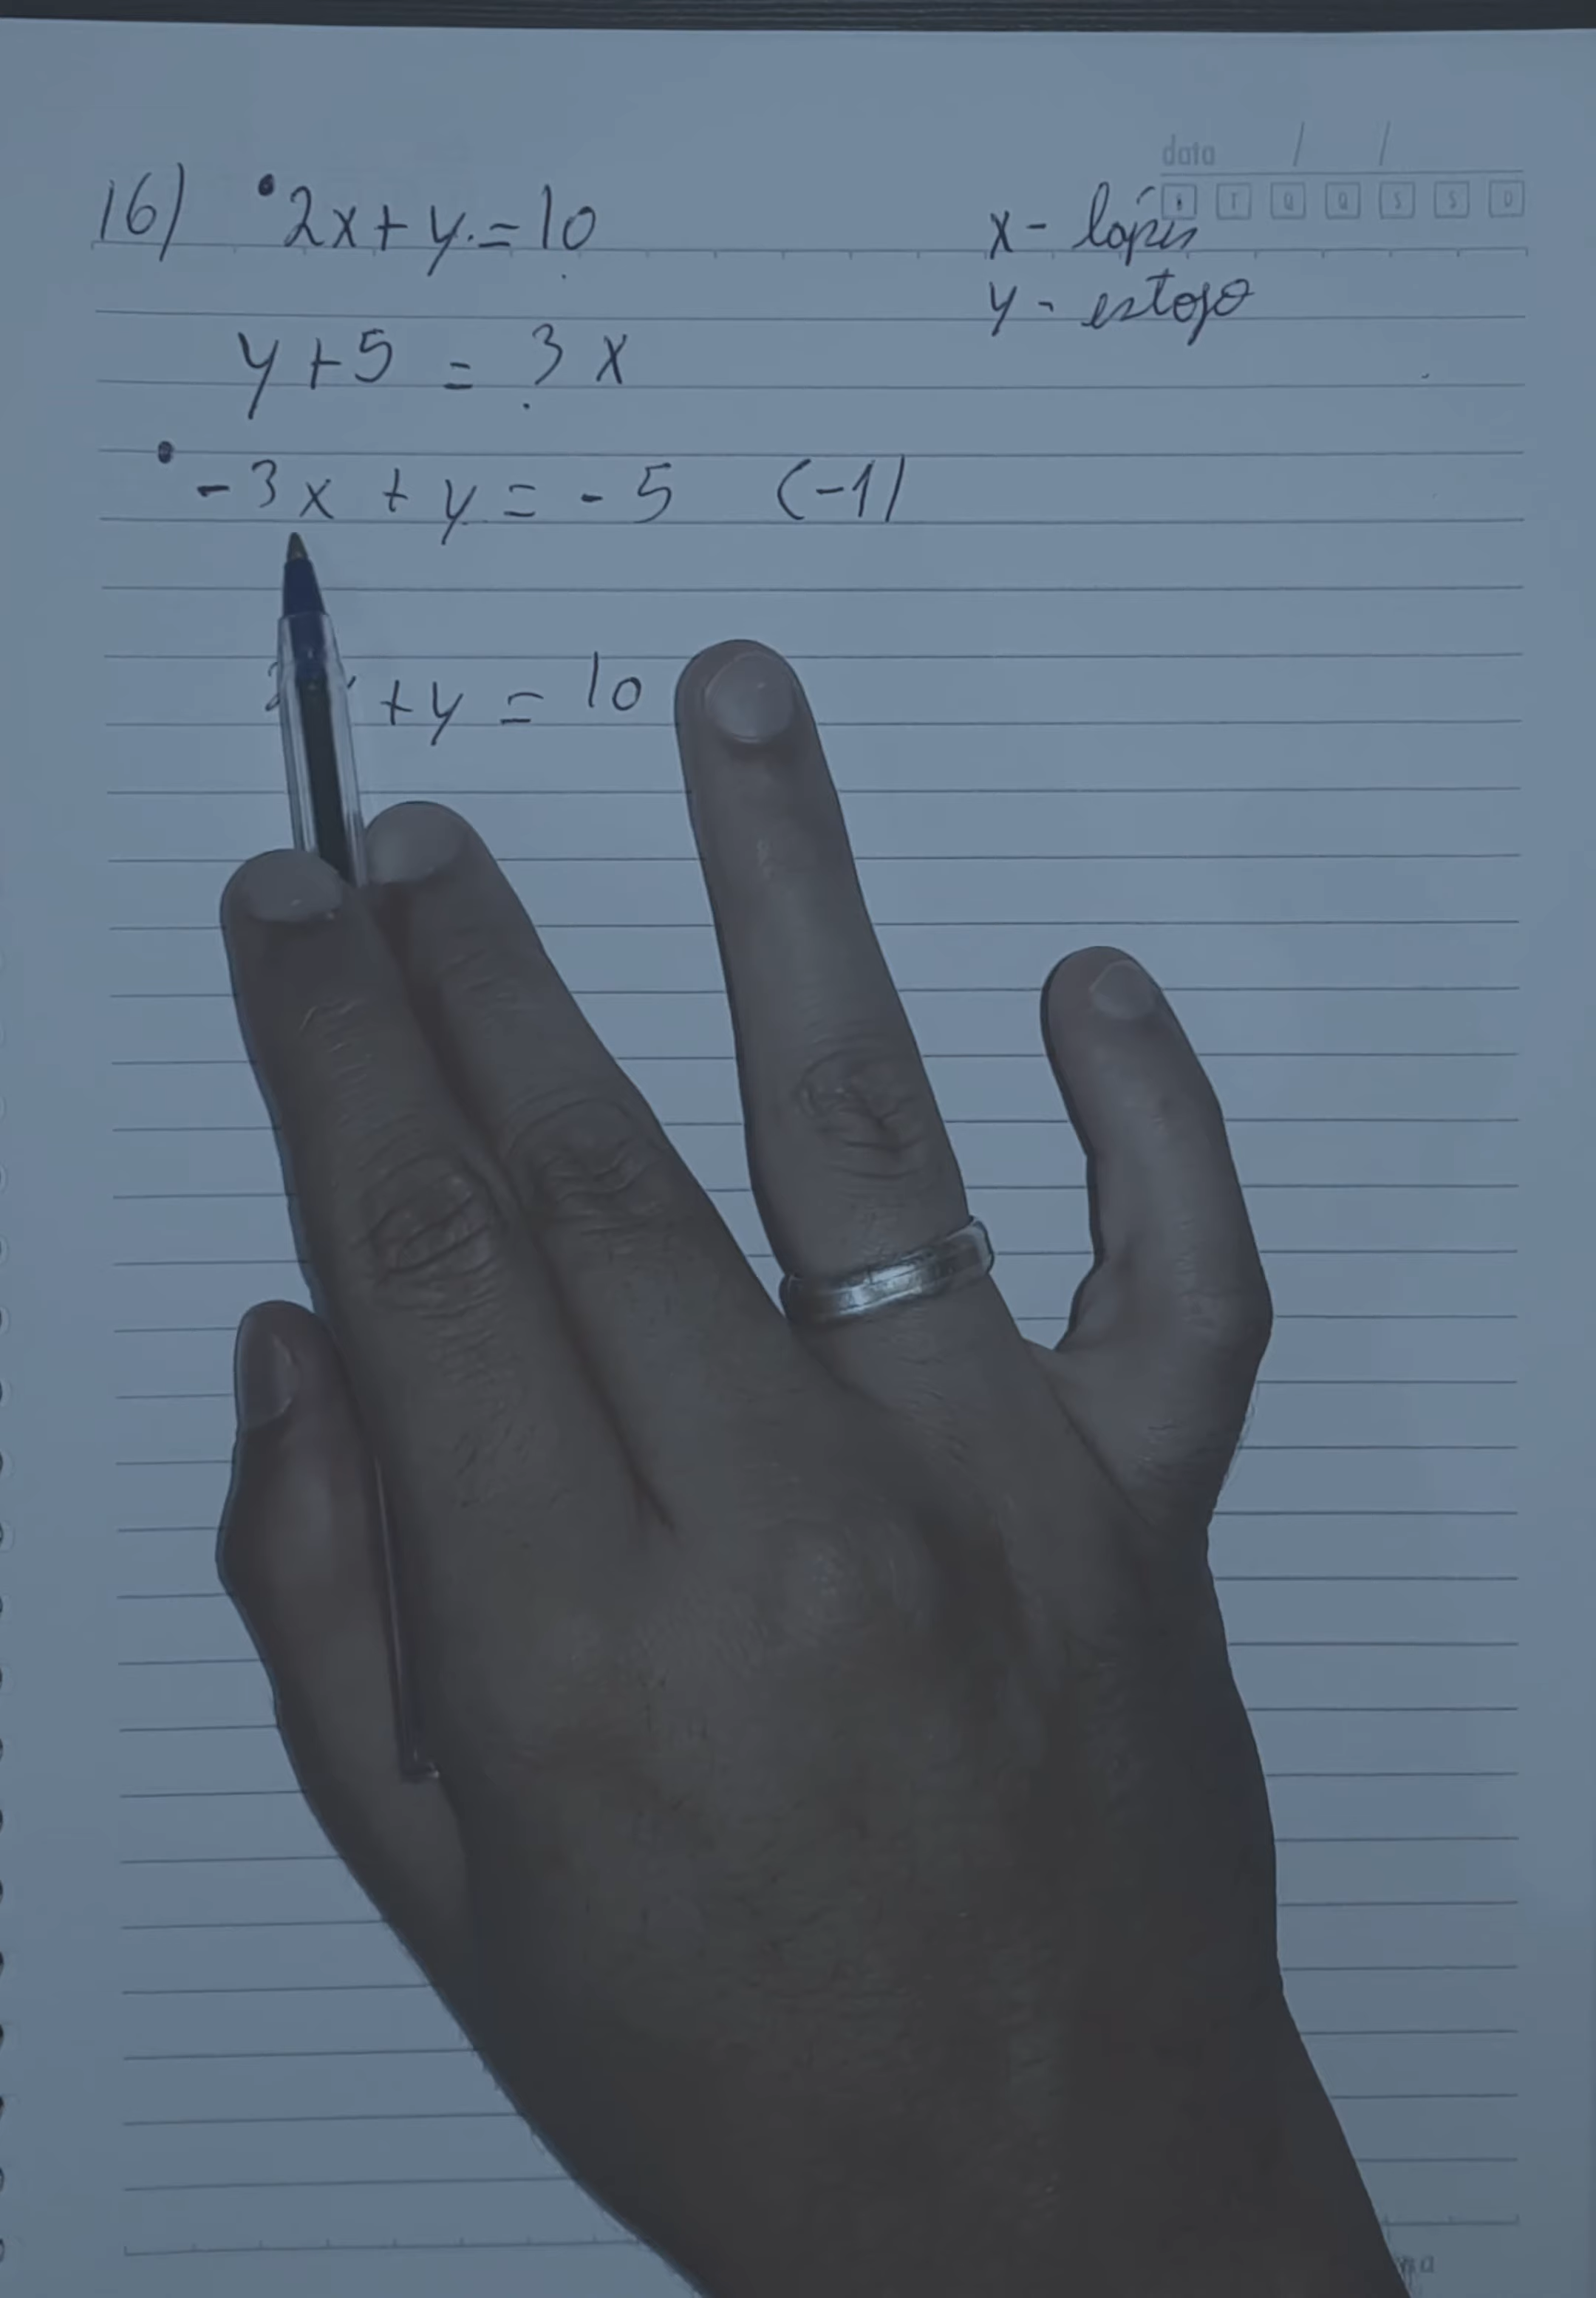 data / /
S T Q Q S S D
16) 2x + y = 10
x - lápis
y - estojo
y + 5 = 3x
-3x + y = -5 (-1)
+ y = 10